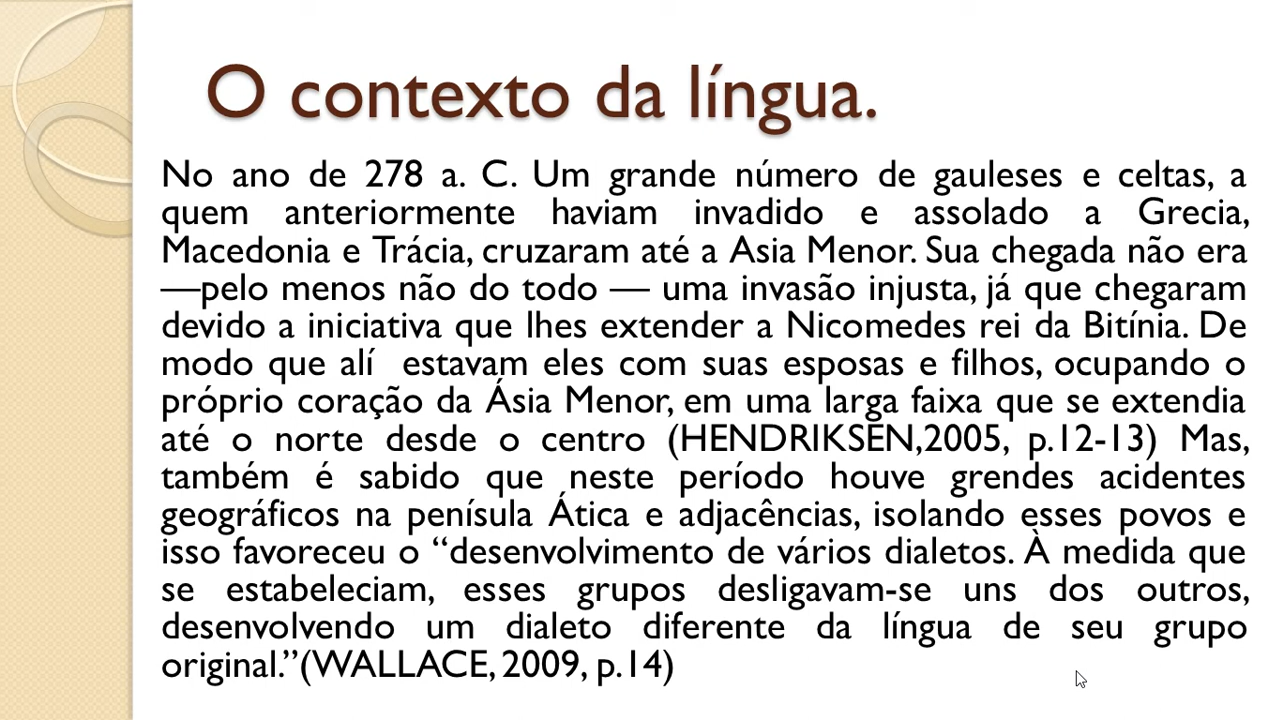 O contexto da língua.
No ano de 278 a. C. Um grande número de gauleses e celtas, a
quem anteriormente haviam invadido e assolado a Grecia,
Macedonia e Trácia, cruzaram até a Asia Menor. Sua chegada não era
—pelo menos não do todo — uma invasão injusta, já que chegaram
devido a iniciativa que lhes extender a Nicomedes rei da Bitínia. De
modo que alí estavam eles com suas esposas e filhos, ocupando o
próprio coração da Ásia Menor, em uma larga faixa que se extendia
até o norte desde o centro (HENDRIKSEN,2005, p.12-13) Mas,
também é sabido que neste período houve grendes acidentes
geográficos na penísula Ática e adjacências, isolando esses povos e
isso favoreceu o “desenvolvimento de vários dialetos. À medida que
se estabeleciam, esses grupos desligavam-se uns dos outros,
desenvolvendo um dialeto diferente da língua de seu grupo
original.”(WALLACE, 2009, p.14)